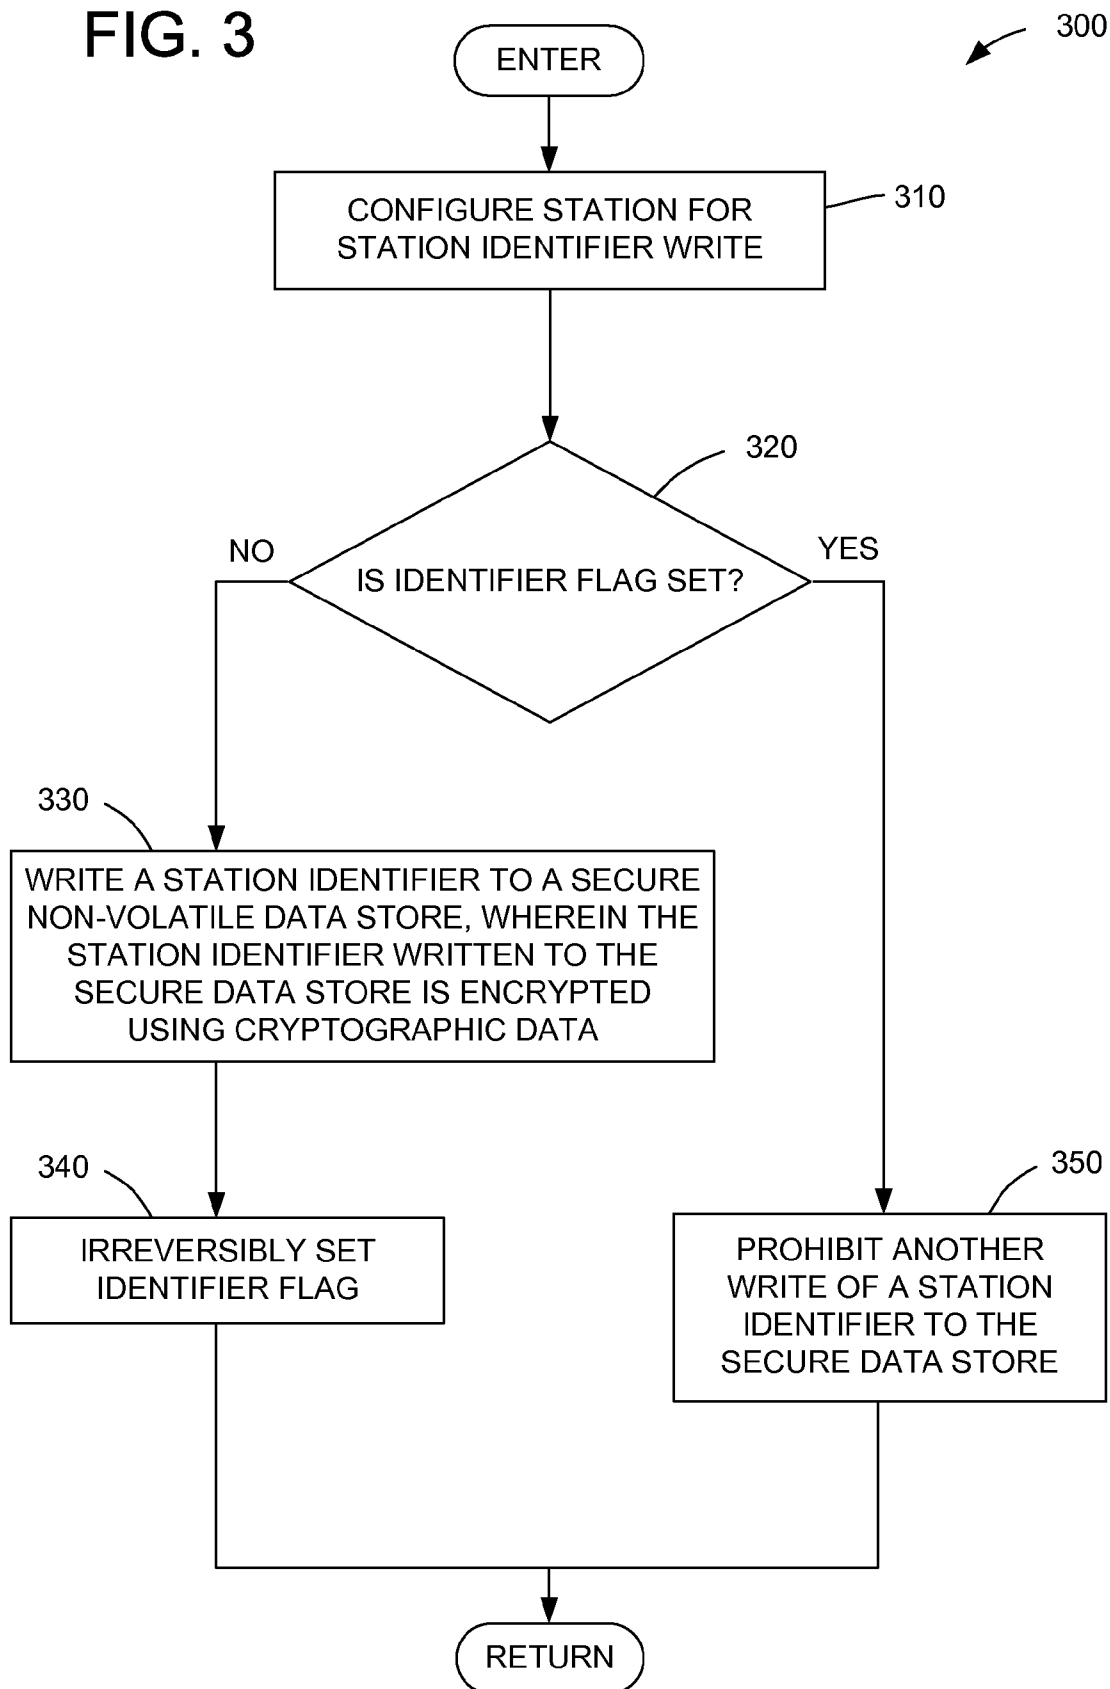 FIG. 3
300
ENTER
CONFIGURE STATION FOR
STATION IDENTIFIER WRITE
310
320
NO
YES
IS IDENTIFIER FLAG SET?
330
WRITE A STATION IDENTIFIER TO A SECURE
NON-VOLATILE DATA STORE, WHEREIN THE
STATION IDENTIFIER WRITTEN TO THE
SECURE DATA STORE IS ENCRYPTED
USING CRYPTOGRAPHIC DATA
340
IRREVERSIBLY SET
IDENTIFIER FLAG
350
PROHIBIT ANOTHER
WRITE OF A STATION
IDENTIFIER TO THE
SECURE DATA STORE
RETURN